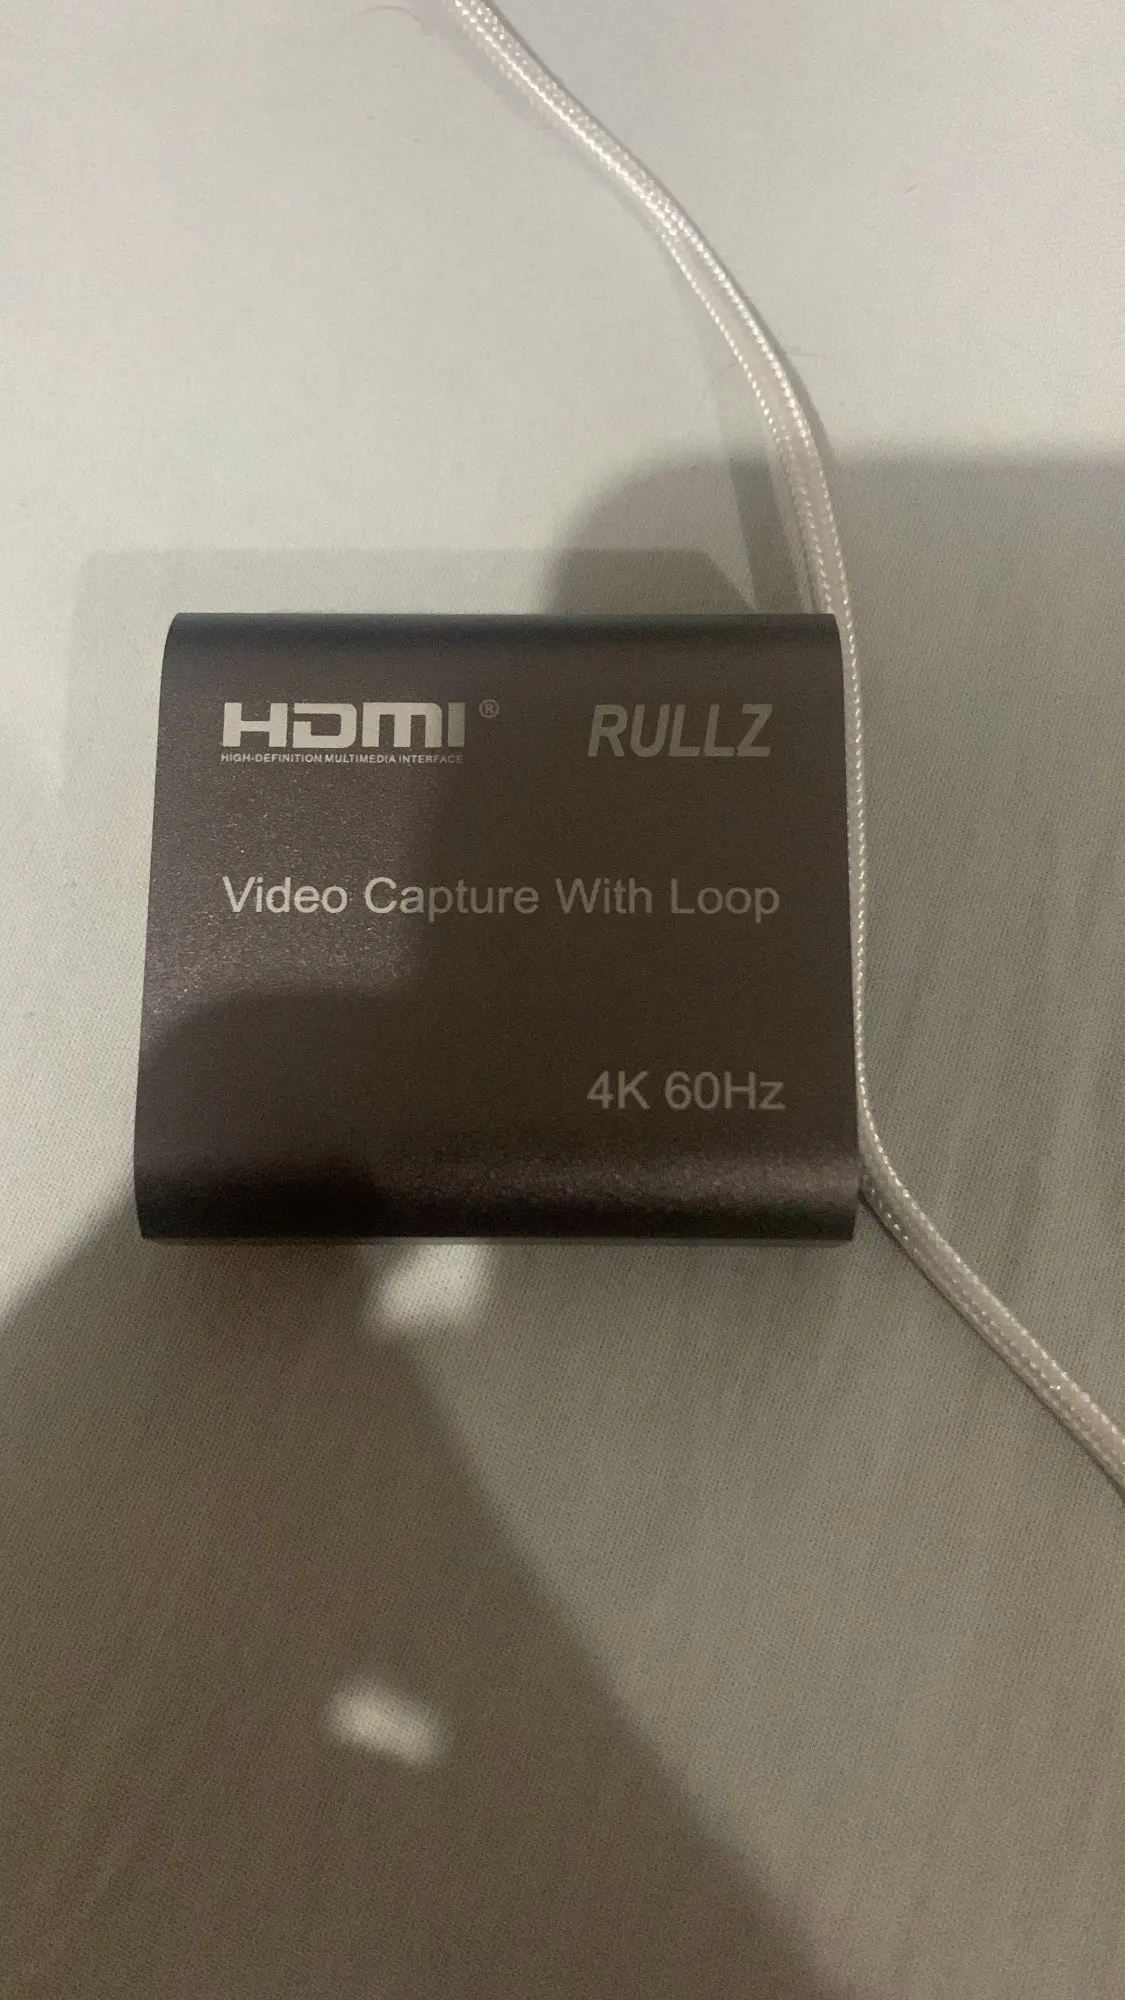 HDMI® RULLZ
HIGH-DEFINITION MULTIMEDIA INTERFACE
Video Capture With Loop
4K 60Hz